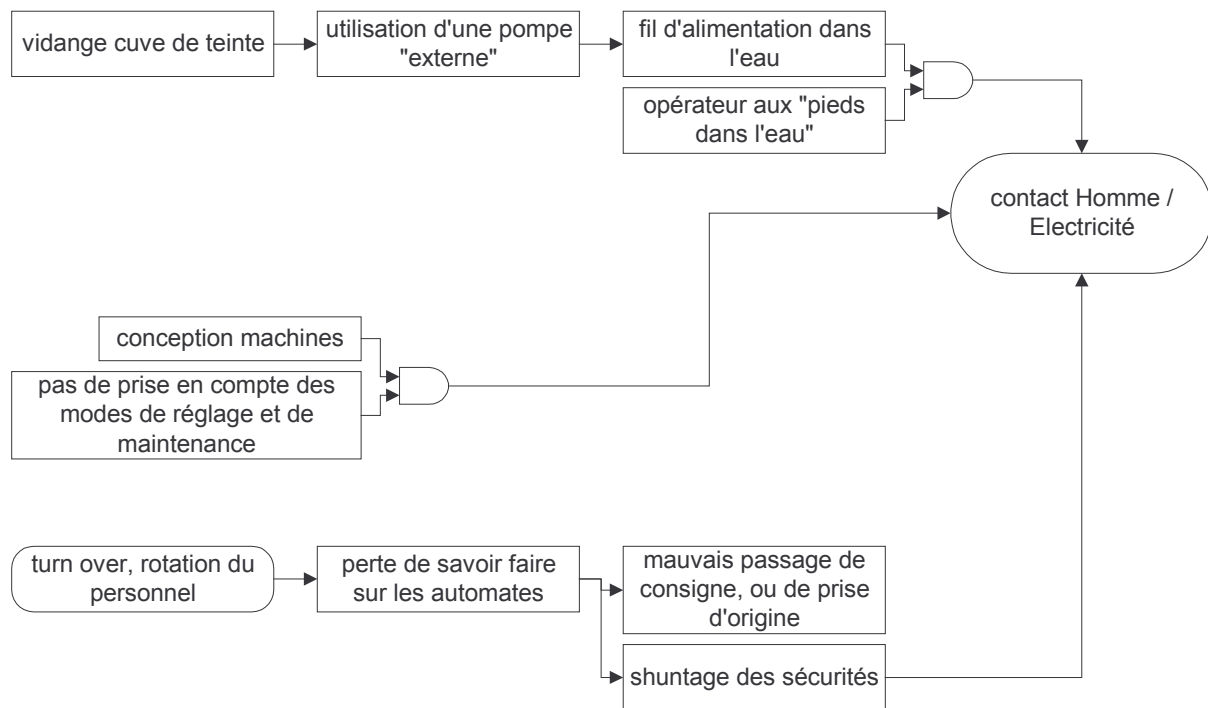 vidange cuve de teinte
utilisation d'une pompe
"externe"
fil d'alimentation dans
l'eau
opérateur aux "pieds
dans l'eau"
contact Homme /
Electricité
conception machines
pas de prise en compte des
modes de réglage et de
maintenance
turn over, rotation du
personnel
perte de savoir faire
sur les automates
mauvais passage de
consigne, ou de prise
d'origine
shuntage des sécurités